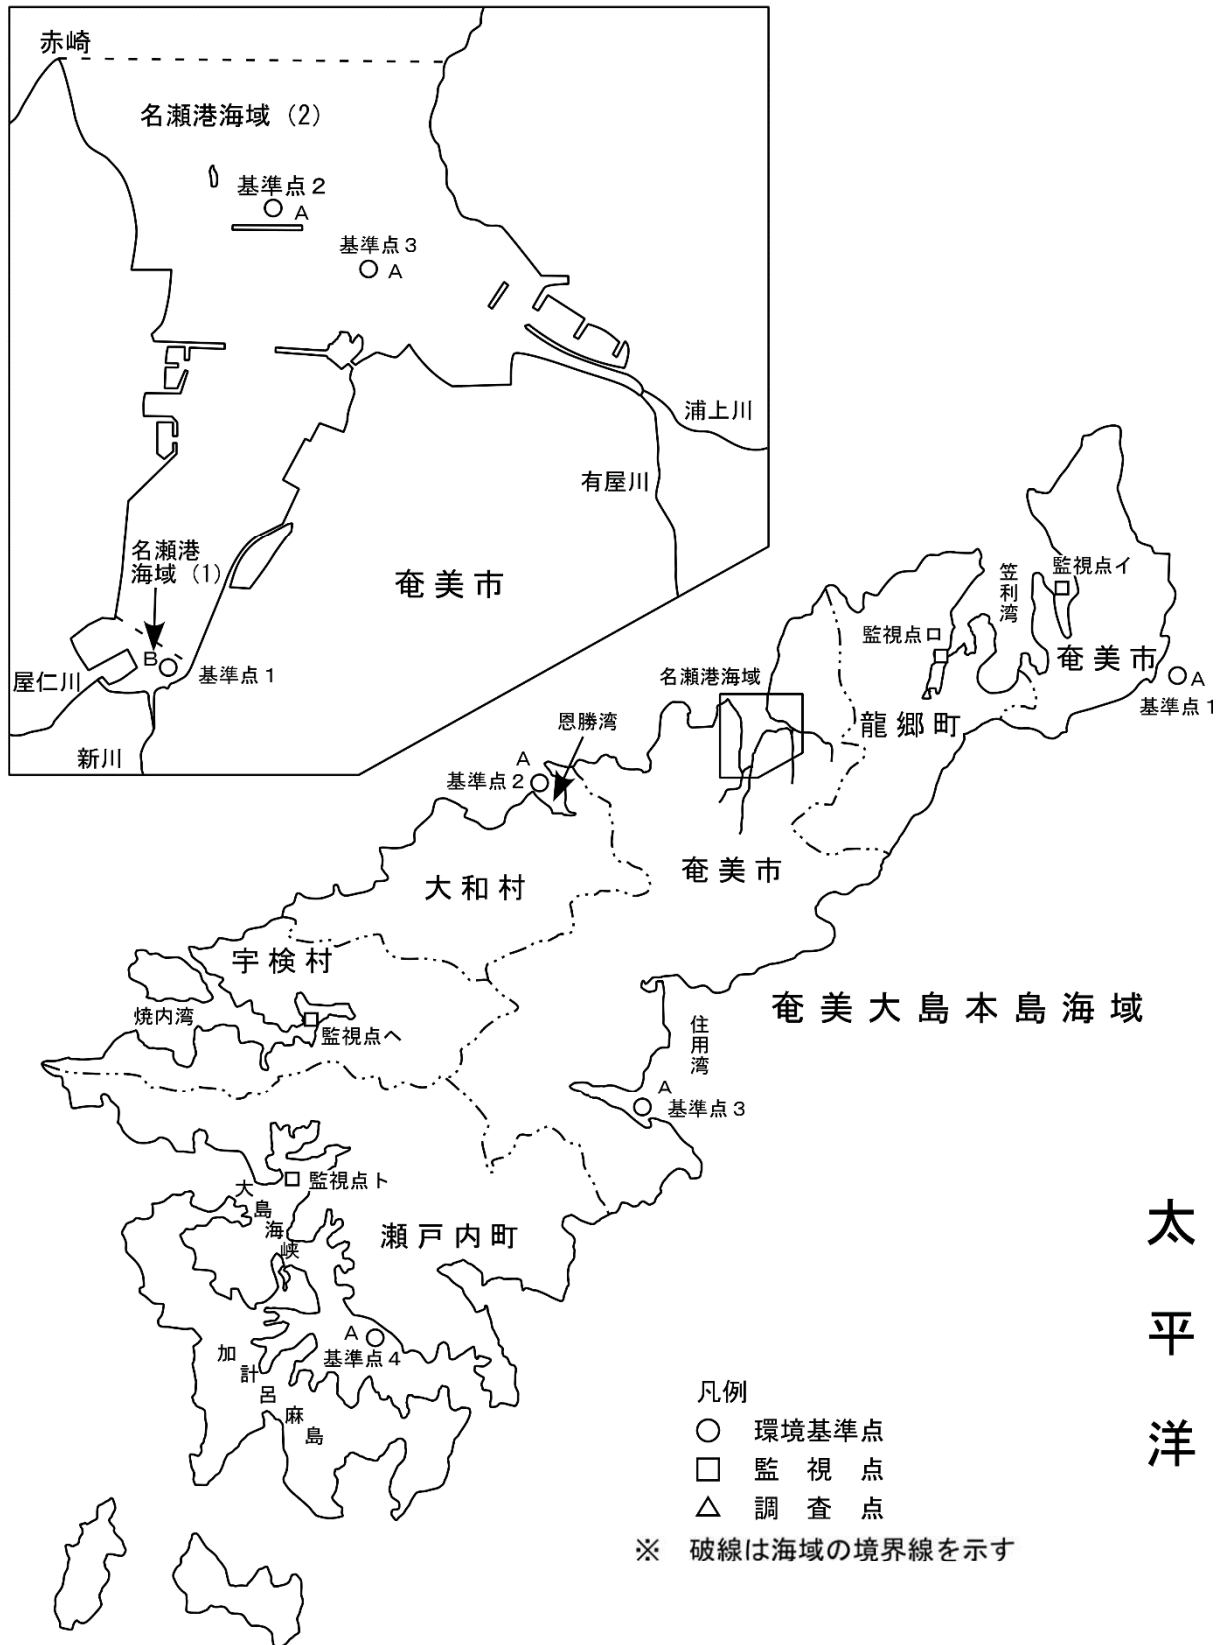 赤崎
名瀬港海域（2）
基準点２
A
基準点３
A
浦上川
有屋川
名瀬港
海域（1）
奄美市
B
基準点１
屋仁川
新川
笠利湾
監視点イ
監視点ロ
奄美市
A
基準点１
名瀬港海域
龍郷町
恩勝湾
A
基準点２
奄美市
大和村
宇検村
焼内湾
監視点ヘ
奄美大島本島海域
住用湾
A
基準点３
監視点ト
大島海峡
瀬戸内町
太平洋
A
基準点４
加計呂麻島
凡例
○ 環境基準点
□ 監視点
△ 調査点
※ 破線は海域の境界線を示す